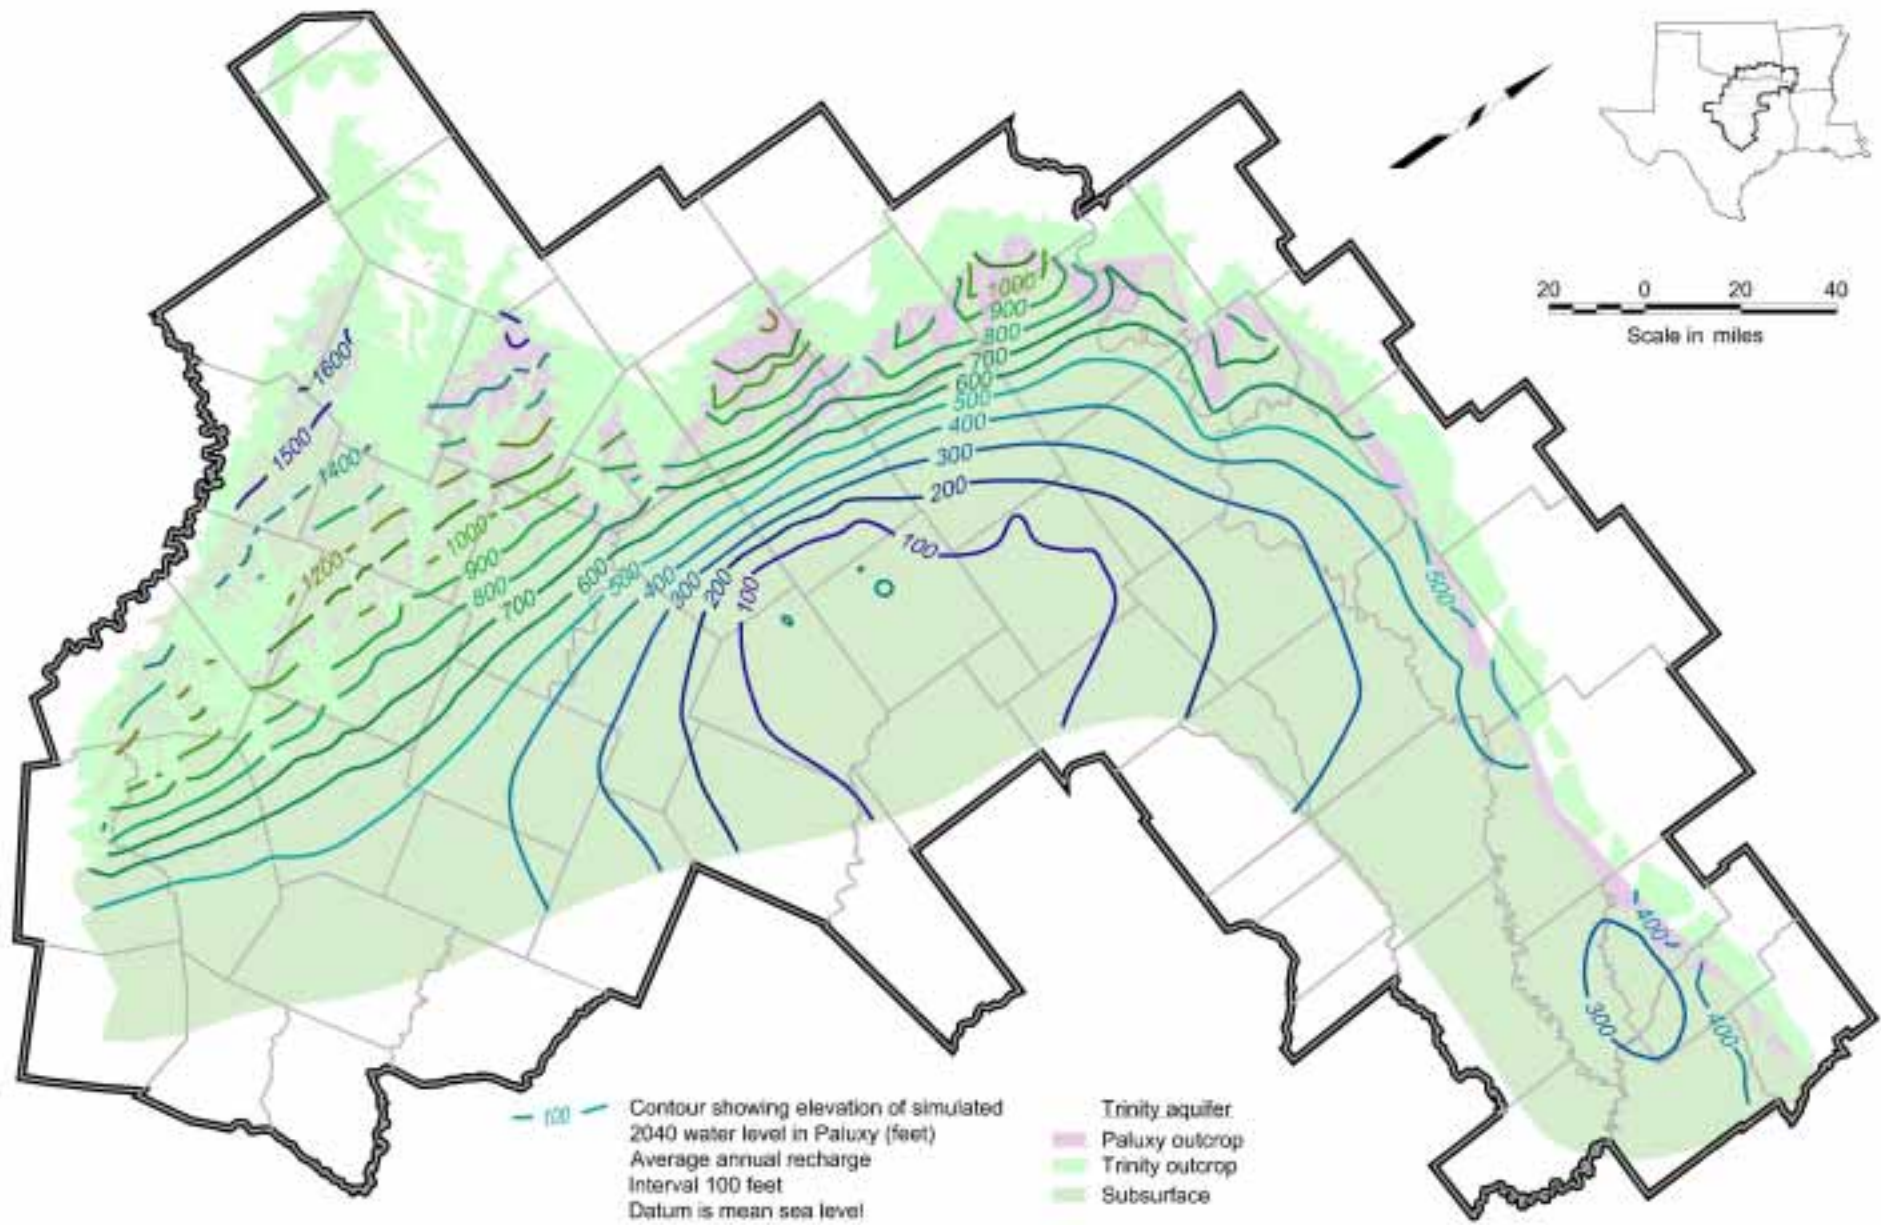 20 0 20 40
Scale in miles
1000
900
800
700
600
500
400
300
200
100
1600
1500
1400
1200
1000
900
800
700
600
500
400
300
200
100
500
400
300
400
100
Contour showing elevation of simulated
2040 water level in Paluxy (feet)
Average annual recharge
Interval 100 feet
Datum is mean sea level
Trinity aquifer
Paluxy outcrop
Trinity outcrop
Subsurface